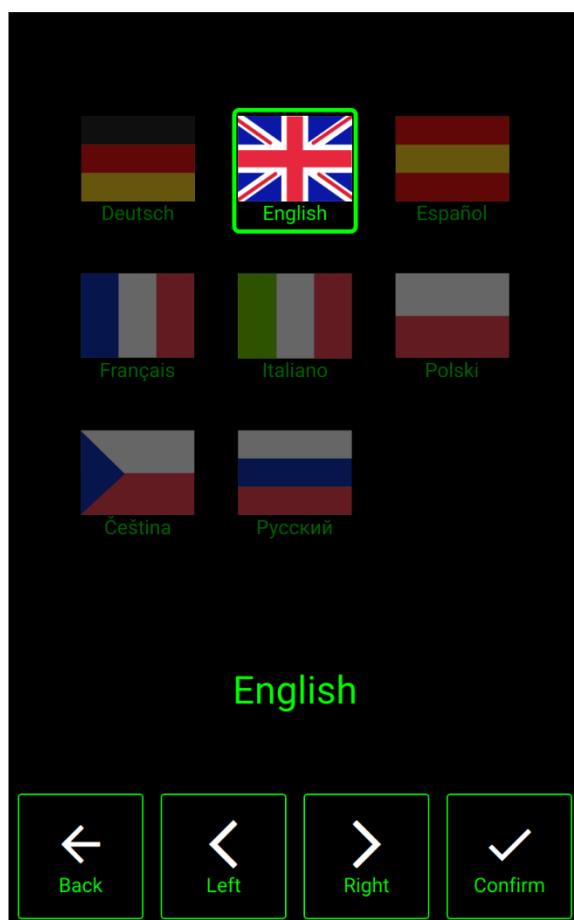 Deutsch English Español
Français Italiano Polski
Čeština Русский
English
Back Left Right Confirm